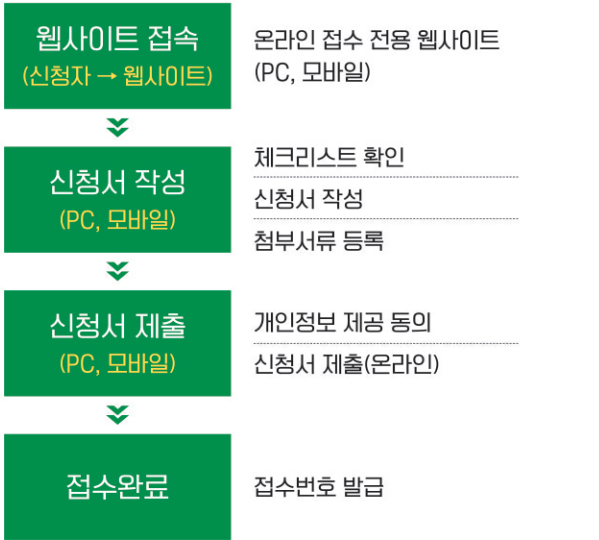 웹사이트 접속
(신청자 → 웹사이트)
온라인 접수 전용 웹사이트
(PC, 모바일)
신청서 작성
(PC, 모바일)
체크리스트 확인
신청서 작성
첨부서류 등록
신청서 제출
(PC, 모바일)
개인정보 제공 동의
신청서 제출(온라인)
접수완료
접수번호 발급